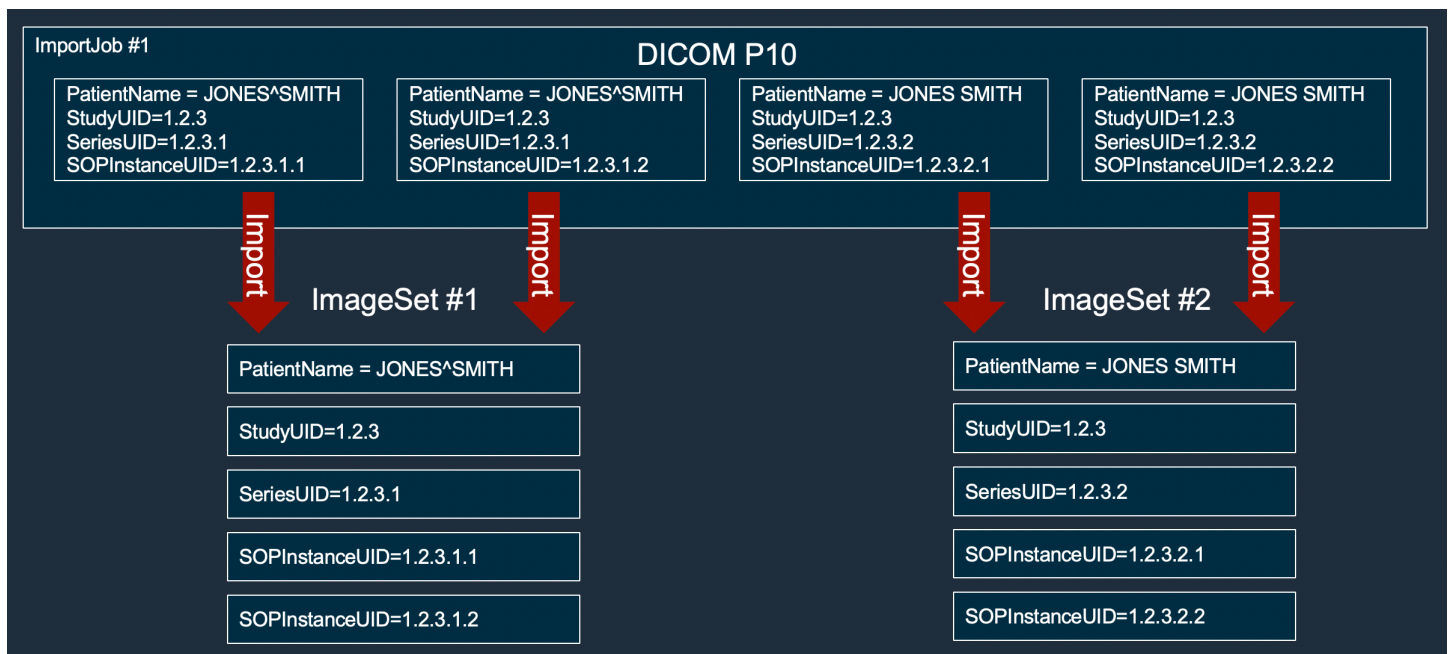 ImportJob #1
DICOM P10
PatientName = JONES^SMITH
StudyUID=1.2.3
SeriesUID=1.2.3.1
SOPInstanceUID=1.2.3.1.1
PatientName = JONES^SMITH
StudyUID=1.2.3
SeriesUID=1.2.3.1
SOPInstanceUID=1.2.3.1.2
PatientName = JONES SMITH
StudyUID=1.2.3
SeriesUID=1.2.3.2
SOPInstanceUID=1.2.3.2.1
PatientName = JONES SMITH
StudyUID=1.2.3
SeriesUID=1.2.3.2
SOPInstanceUID=1.2.3.2.2
Import
Import
Import
Import
ImageSet #1
PatientName = JONES^SMITH
StudyUID=1.2.3
SeriesUID=1.2.3.1
SOPInstanceUID=1.2.3.1.1
SOPInstanceUID=1.2.3.1.2
ImageSet #2
PatientName = JONES SMITH
StudyUID=1.2.3
SeriesUID=1.2.3.2
SOPInstanceUID=1.2.3.2.1
SOPInstanceUID=1.2.3.2.2